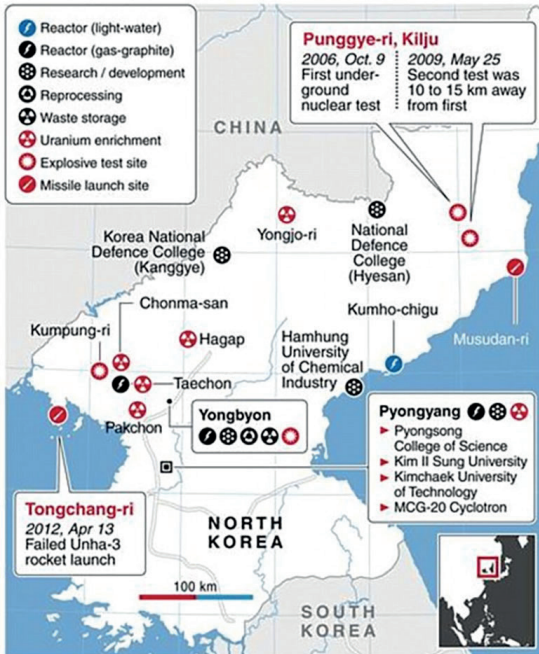 Reactor (light-water)
Reactor (gas-graphite)
Research / development
Reprocessing
Waste storage
Uranium enrichment
Explosive test site
Missile launch site
Punggye-ri, Kilju
2006, Oct. 9
First under-
ground
nuclear test
2009, May 25
Second test was
10 to 15 km away
from first
CHINA
Yongjo-ri
Korea National
Defence College
(Kanggye)
National
Defence
College
(Hyesan)
Chonma-san
Kumpung-ri
Hagap
Kumho-chigu
Musudan-ri
Hamhung
University
of Chemical
Industry
Taechon
Pakchon
Yongbyon
Pyongyang
Pyongsong
College of Science
Kim Il Sung University
Kimchaek University
of Technology
MCG-20 Cyclotron
Tongchang-ri
2012, Apr 13
Failed Unha-3
rocket launch
NORTH
KOREA
100 km
SOUTH
KOREA